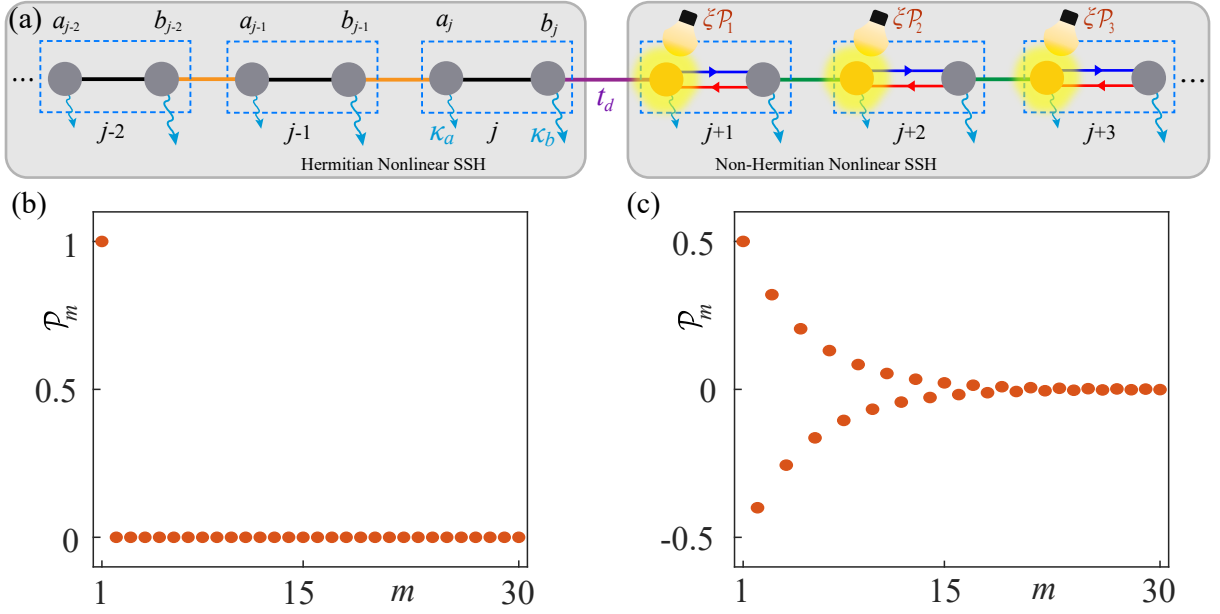 (a) a_{j-2} b_{j-2} a_{j-1} b_{j-1} a_j b_j ξ𝒫_1 ξ𝒫_2 ξ𝒫_3
... t_d ...
j-2 j-1 κ_a j κ_b j+1 j+2 j+3
Hermitian Nonlinear SSH Non-Hermitian Nonlinear SSH
(b)
1
𝒫_m
0.5
0
1 15 m 30
(c)
0.5
𝒫_m
0
-0.5
1 15 m 30